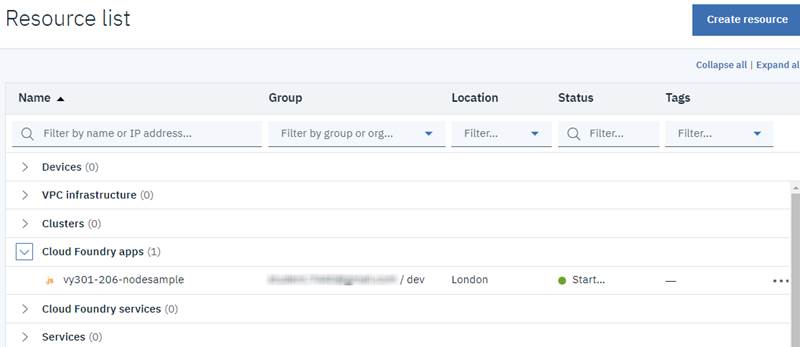 Resource list
Create resource
Collapse all | Expand al
Name Group Location Status Tags
Filter by name or IP address... Filter by group or org... Filter... Filter... Filter...
Devices (0)
VPC infrastructure (0)
Clusters (0)
Cloud Foundry apps (1)
JS vy301-206-nodesample / dev London Start... —
Cloud Foundry services (0)
Services (0)